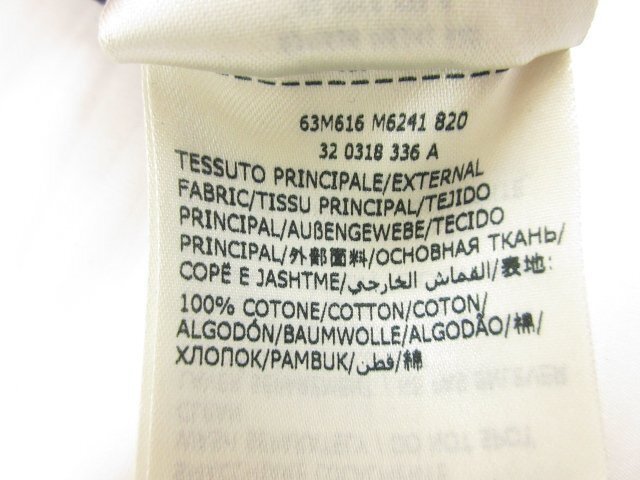 63M616 M6241 820
32 0318 336 A
TESSUTO PRINCIPALE/EXTERNAL
FABRIC/TISSU PRINCIPAL/TEJIDO
PRINCIPAL/AUßENGEWEBE/TECIDO
PRINCIPAL/外部面料/ОСНОВНАЯ ТКАНЬ/
COPË E JASHTME/القماش الخارجي/表地:
100% COTONE/COTTON/COTON/
ALGODÓN/BAUMWOLLE/ALGODÃO/棉/
ХЛОПОК/PAMBUK/قطن/綿